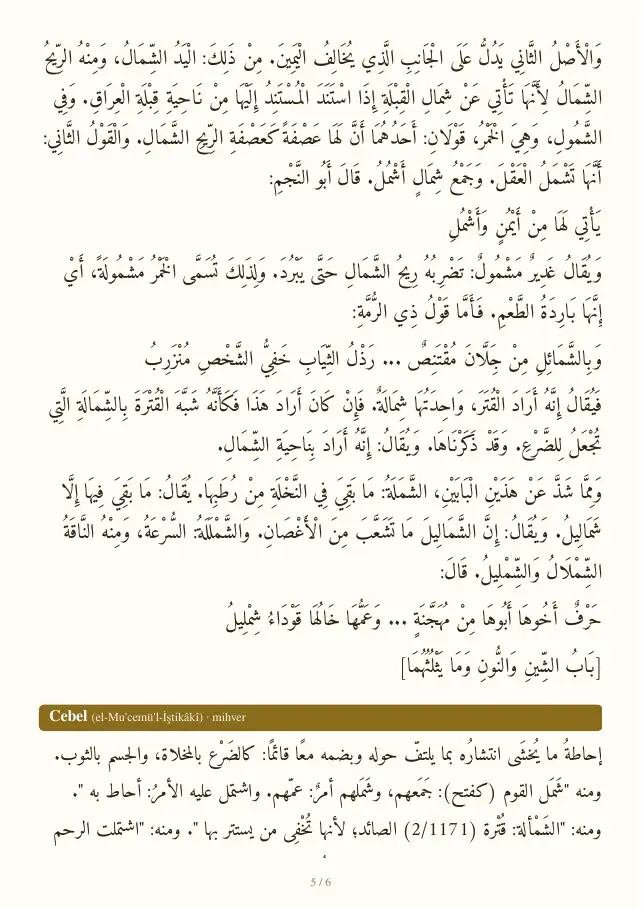 وَالْأَصْلُ الثَّانِي يَدُلُّ عَلَى الْجَانِبِ الَّذِي يُخَالِفُ الْيَمِينَ. مِنْ ذَلِكَ: الْيَدُ الشِّمَالُ، وَمِنْهُ الرِّيحُ
الشِّمَالُ لِأَنَّهَا تَأْتِي عَنْ شِمَالِ الْقِبْلَةِ إِذَا اسْتَنَدَ الْمُسْتَنِدُ إِلَيْهَا مِنْ نَاحِيَةِ قِبْلَةِ الْعِرَاقِ. وَفِي
الشَّمُولِ، وَهِيَ الْخَمْرُ، قَوْلَانِ: أَحَدُهُمَا أَنَّ لَهَا عَصْفَةً كَعَصْفَةِ الرِّيحِ الشَّمَالِ. وَالْقَوْلُ الثَّانِي:
أَنَّهَا تَشْمَلُ الْعَقْلَ. وَجَمْعُ شِمَالٍ أَشْمُلُ. قَالَ أَبُو النَّجْمِ:
يَأْتِي لَهَا مِنْ أَيْمُنٍ وَأَشْمُلِ
وَيُقَالُ غَدِيرٌ مَشْمُولٌ: تَضْرِبُهُ رِيحُ الشَّمَالِ حَتَّى يَبْرُدَ. وَلِذَلِكَ تُسَمَّى الْخَمْرُ مَشْمُولَةً، أَيْ
إِنَّهَا بَارِدَةُ الطَّعْمِ. فَأَمَّا قَوْلُ ذِي الرُّمَّةِ:
وَبِالشَّمَائِلِ مِنْ جَلَّانَ مُقْتَنِصٌ ... رَذْلُ الثِّيَابِ خَفِيُّ الشَّخْصِ مُنْزَرِبُ
فَيُقَالُ إِنَّهُ أَرَادَ الْقُتَرَ، وَاحِدَتُهَا شِمَالَةٌ. فَإِنْ كَانَ أَرَادَ هَذَا فَكَأَنَّهُ شَبَّهَ الْقُتْرَةَ بِالشِّمَالَةِ الَّتِي
تُجْعَلُ لِلضَّرْعِ. وَقَدْ ذَكَرْنَاهَا. وَيُقَالُ: إِنَّهُ أَرَادَ بِنَاحِيَةِ الشِّمَالِ.
وَمِمَّا شَذَّ عَنْ هَذَيْنِ الْبَابَيْنِ، الشَّمَلَةُ: مَا بَقِيَ فِي النَّخْلَةِ مِنْ رُطَبِهَا. يُقَالُ: مَا بَقِيَ فِيهَا إِلَّا
شَمَالِيلُ. وَيُقَالُ: إِنَّ الشَّمَالِيلَ مَا تَشَعَّبَ مِنَ الْأَغْصَانِ. وَالشَّمْلَلَةُ: السُّرْعَةُ، وَمِنْهُ النَّاقَةُ
الشِّمْلَالُ وَالشِّمْلِيلُ. قَالَ:
حَرْفٌ أَخُوهَا أَبُوهَا مِنْ مُهَجَّنَةٍ ... وَعَمُّهَا خَالُهَا قَوْدَاءُ شِمْلِيلُ
[بَابُ الشِّينِ وَالنُّونِ وَمَا يَثْلُثُهُمَا]
Cebel (el-Mu'cemü'l-İştikâkî) · mihver
إحاطةُ ما يُخشَى انتشارُه بما يلتفّ حوله ويضمه معًا قائمًا: كالضَرْع بالمخلاة، والجسم بالثوب.
ومنه "شَمَل القوم (كفتح): جَمَعهم، وشَمَلهم أمرٌ: عمّهم. واشتمل عليه الأمرُ: أحاط به ".
ومنه: "الشَمْألة: قُتْرة (2/1171) الصائد؛ لأنها تُخْفِى من يستتر بها ". ومنه: "اشتملت الرحم
5 / 6